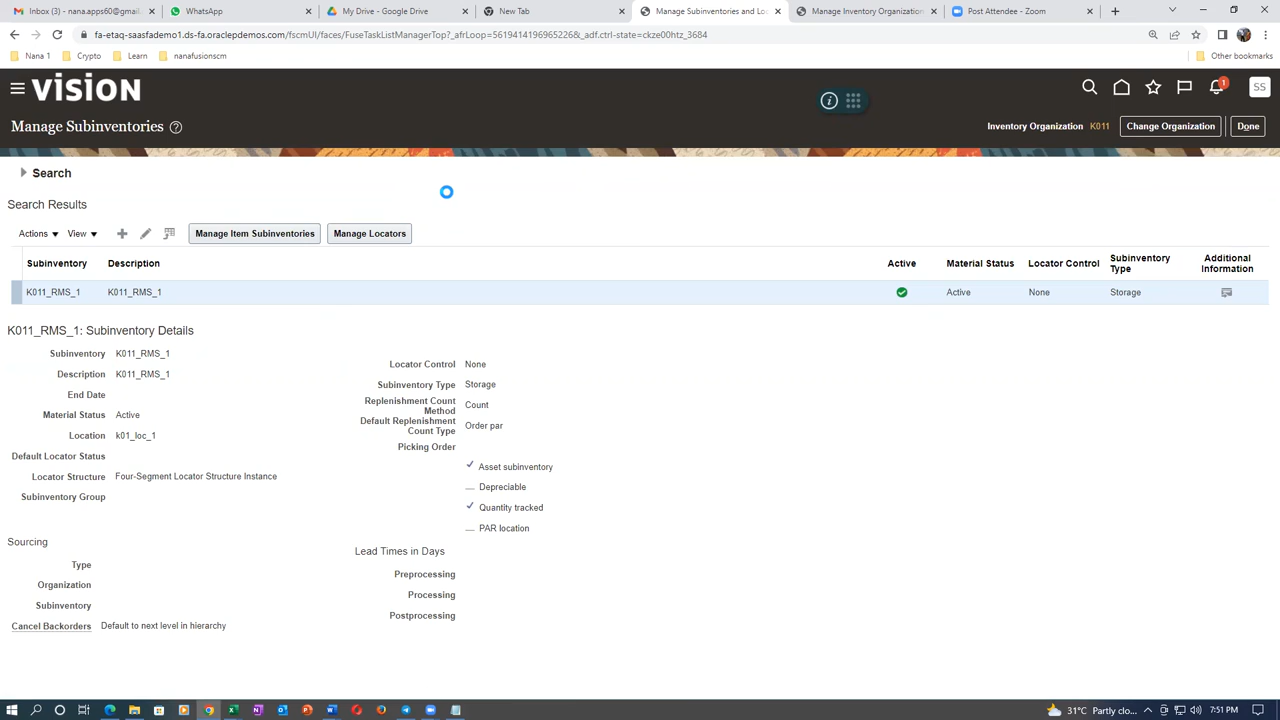 Inbox (3) - nana.apps60@gmail. WhatsApp My Drive - Google Drive New Tab Manage Subinventories and Lo Manage Inventory Organization Post Attendee - Zoom
fa-etaq-saasfademo1.ds-fa.oraclepdemos.com/fscmUI/faces/FuseTaskListManagerTop?_afrLoop=56194141969652​26&_adf.ctrl-state=ckze00htz_3684
Nana 1 Crypto Learn nanafusionscm Other bookmarks
VISION 1 SS
Manage Subinventories Inventory Organization K011 Change Organization Done
Search
Search Results
Actions View Manage Item Subinventories Manage Locators
Subinventory Description Active Material Status Locator Control Subinventory Type Additional Information
K011_RMS_1 K011_RMS_1 Active None Storage
K011_RMS_1: Subinventory Details
Subinventory K011_RMS_1
Description K011_RMS_1
End Date
Material Status Active
Location k01_loc_1
Default Locator Status
Locator Structure Four-Segment Locator Structure Instance
Subinventory Group
Locator Control None
Subinventory Type Storage
Replenishment Count Method Count
Default Replenishment Count Type Order par
Picking Order
Asset subinventory
Depreciable
Quantity tracked
PAR location
Sourcing
Type
Organization
Subinventory
Cancel Backorders Default to next level in hierarchy
Lead Times in Days
Preprocessing
Processing
Postprocessing
31°C Partly clo... 7:51 PM